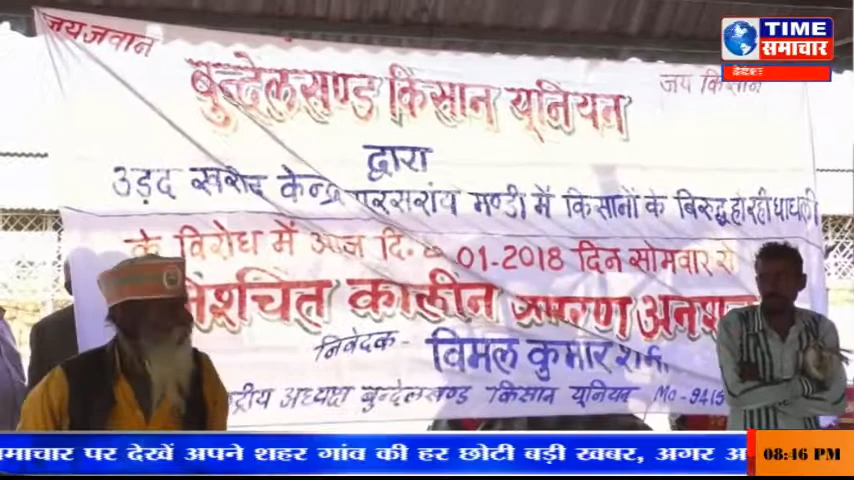 जय जवान
जय किसान
बुन्देलखण्ड किसान यूनियन
द्वारा
उड़द खरीद केन्द्र परसरांय मण्डी में किसानों के बिरुद्ध हो रही धाधली
के विरोध में आज दि. 01-2018 दिन सोमवार से
निश्चित कालीन आमरण अनशन
निवेदक - विमल कुमार शर्मा
ष्ट्रीय अध्यक्ष बुन्देलखण्ड किसान यूनियन Mo-9415
TIME
समाचार
समाचार पर देखें अपने शहर गांव की हर छोटी बड़ी खबर, अगर
08:46 PM